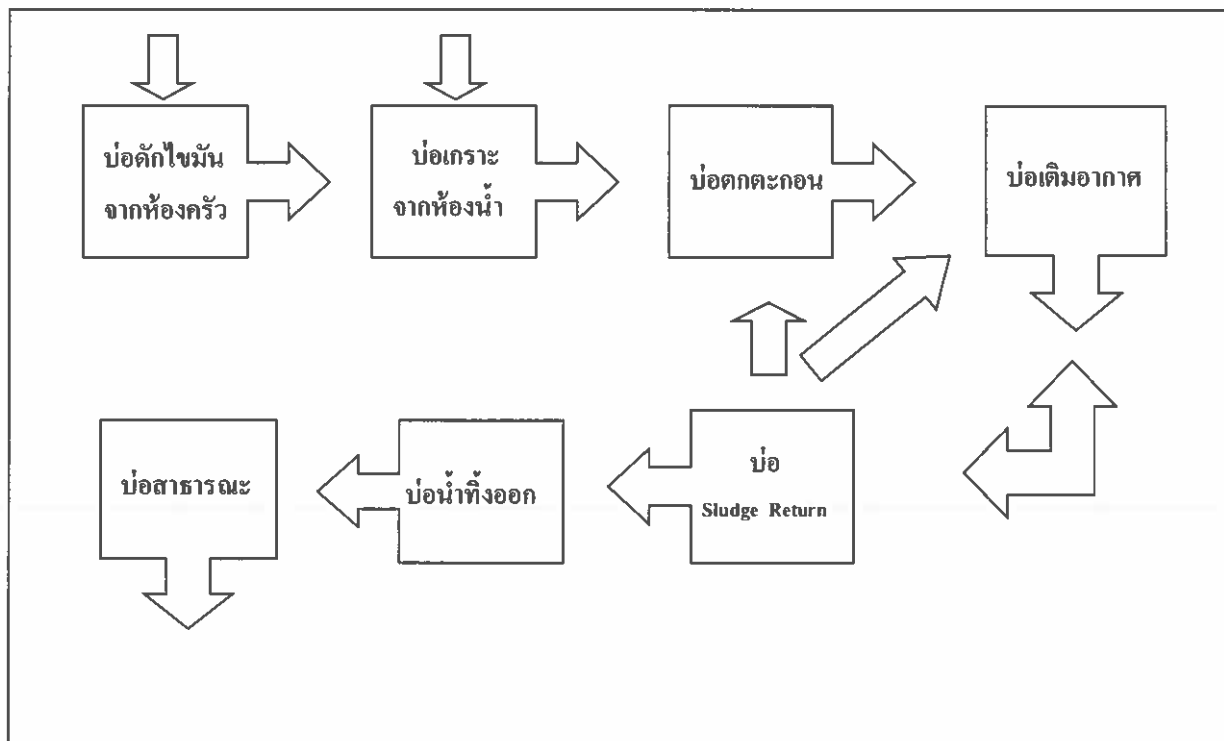 บ่อดักไขมัน
จากห้องครัว
บ่อเกราะ
จากห้องน้ำ
บ่อตกตะกอน
บ่อเติมอากาศ
บ่อสาธารณะ
บ่อน้ำทิ้งออก
บ่อ
Sludge Return